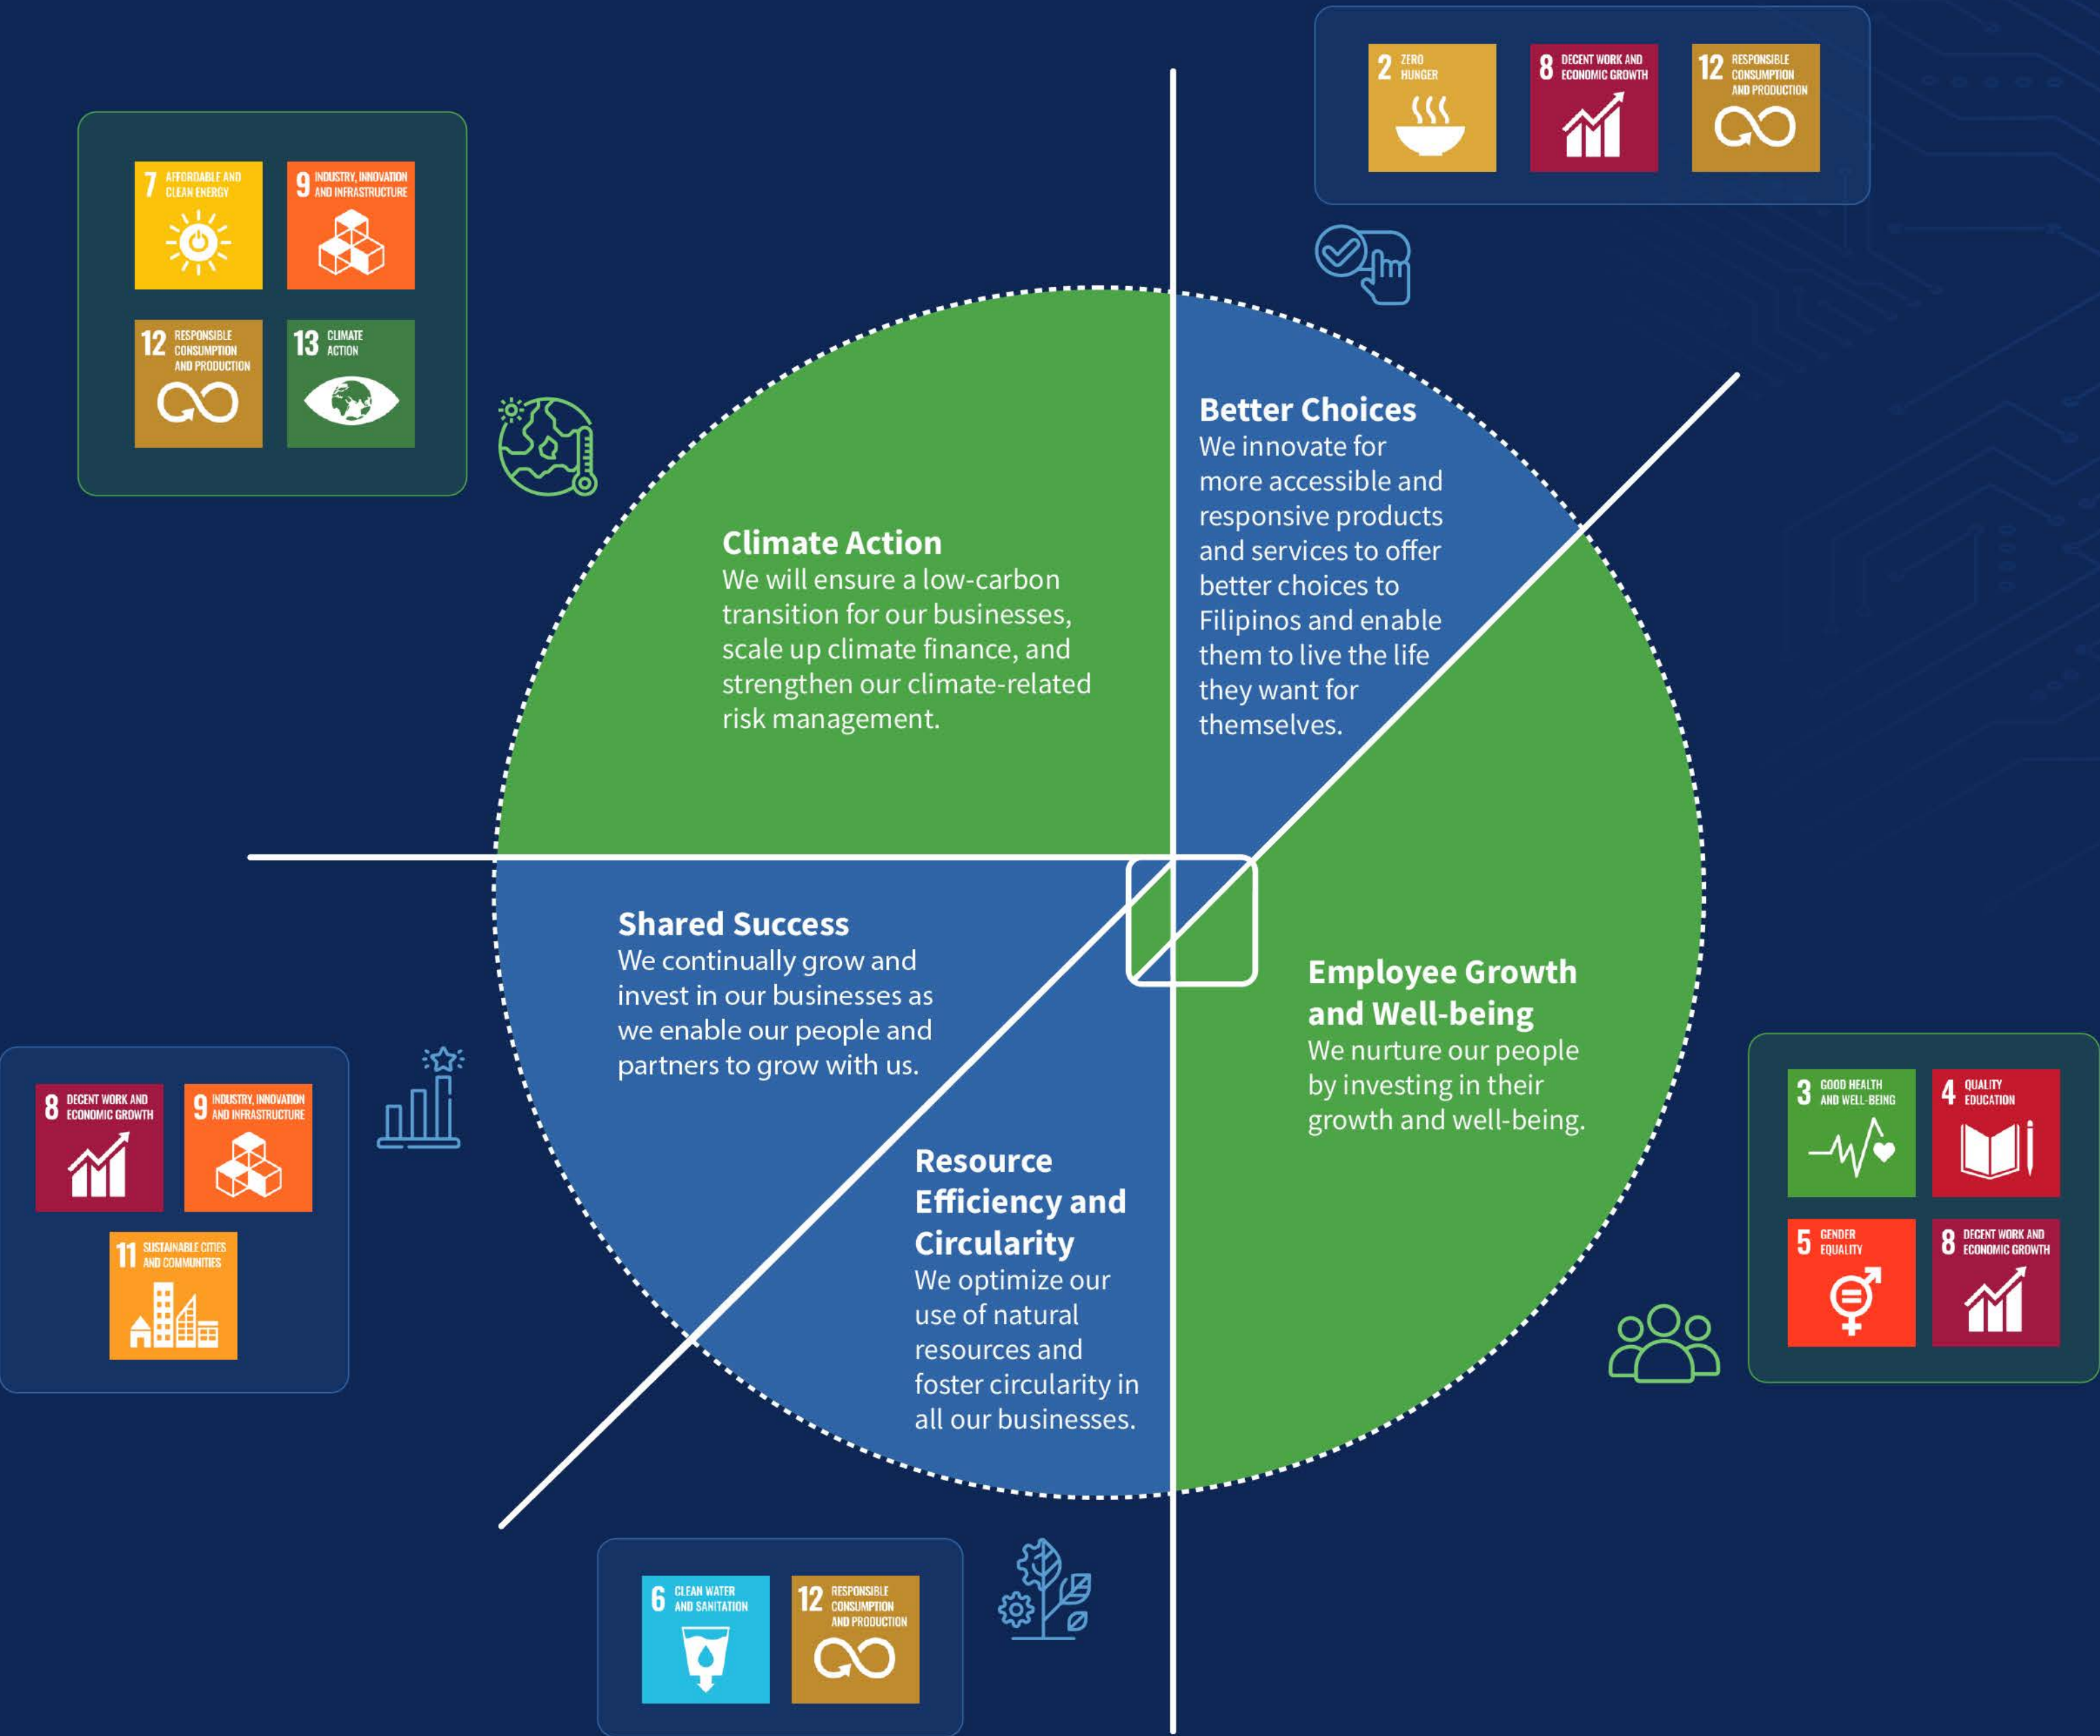 2 ZERO
HUNGER
8 DECENT WORK AND
ECONOMIC GROWTH
12 RESPONSIBLE
CONSUMPTION
AND PRODUCTION
7 AFFORDABLE AND
CLEAN ENERGY
9 INDUSTRY, INNOVATION
AND INFRASTRUCTURE
12 RESPONSIBLE
CONSUMPTION
AND PRODUCTION
13 CLIMATE
ACTION
Better Choices
We innovate for
more accessible and
responsive products
and services to offer
better choices to
Filipinos and enable
them to live the life
they want for
themselves.
Climate Action
We will ensure a low-carbon
transition for our businesses,
scale up climate finance, and
strengthen our climate-related
risk management.
Shared Success
We continually grow and
invest in our businesses as
we enable our people and
partners to grow with us.
Employee Growth
and Well-being
We nurture our people
by investing in their
growth and well-being.
8 DECENT WORK AND
ECONOMIC GROWTH
9 INDUSTRY, INNOVATION
AND INFRASTRUCTURE
11 SUSTAINABLE CITIES
AND COMMUNITIES
3 GOOD HEALTH
AND WELL-BEING
4 QUALITY
EDUCATION
5 GENDER
EQUALITY
8 DECENT WORK AND
ECONOMIC GROWTH
Resource
Efficiency and
Circularity
We optimize our
use of natural
resources and
foster circularity in
all our businesses.
6 CLEAN WATER
AND SANITATION
12 RESPONSIBLE
CONSUMPTION
AND PRODUCTION